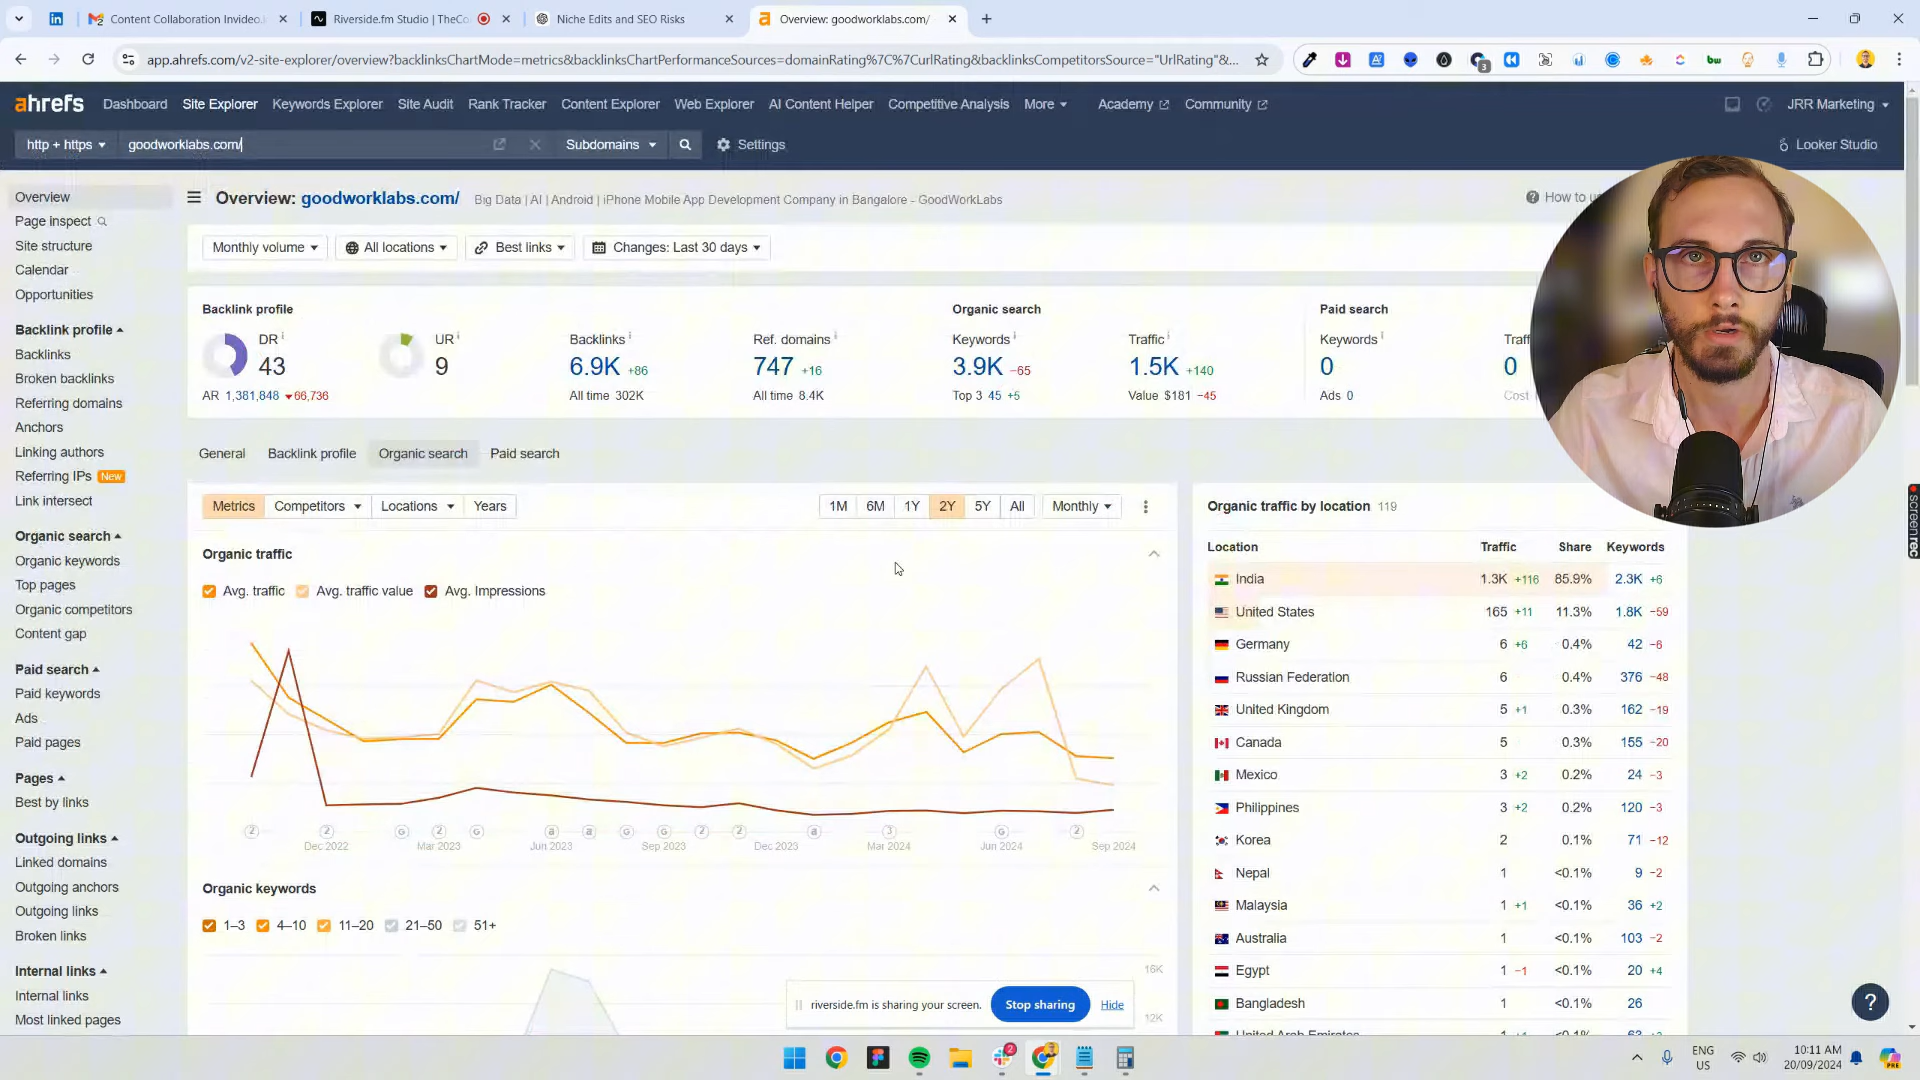 Content Collaboration Invideo.
Riverside.fm Studio | TheCo
Niche Edits and SEO Risks
Overview: goodworklabs.com/
app.ahrefs.com/v2-site-explorer/overview?backlinksChartMode=metrics&backlinksChartPerformanceSources=domainRating%7C%7CurlRating&backlinksCompetitorsSource="UrlRating"&...
ahrefs Dashboard Site Explorer Keywords Explorer Site Audit Rank Tracker Content Explorer Web Explorer AI Content Helper Competitive Analysis More Academy Community JRR Marketing
http + https goodworklabs.com/ Subdomains Settings Looker Studio
Overview
Page inspect
Site structure
Calendar
Opportunities
Backlink profile
Backlinks
Broken backlinks
Referring domains
Anchors
Linking authors
Referring IPs New
Link intersect
Organic search
Organic keywords
Top pages
Organic competitors
Content gap
Paid search
Paid keywords
Ads
Paid pages
Pages
Best by links
Outgoing links
Linked domains
Outgoing anchors
Outgoing links
Broken links
Internal links
Internal links
Most linked pages
Overview: goodworklabs.com/ Big Data | AI | Android | iPhone Mobile App Development Company in Bangalore - GoodWorkLabs How to u
Monthly volume All locations Best links Changes: Last 30 days
Backlink profile Organic search Paid search
DR UR Backlinks Ref. domains Keywords Traffic Keywords Traff
43 9 6.9K +86 747 +16 3.9K -65 1.5K +140 0 0
AR 1,381,848 66,736 All time 302K All time 8.4K Top 3 45 +5 Value $181 -45 Ads 0 Cost
General Backlink profile Organic search Paid search
Metrics Competitors Locations Years 1M 6M 1Y 2Y 5Y All Monthly
Organic traffic
Avg. traffic Avg. traffic value Avg. Impressions
Dec 2022 Mar 2023 Jun 2023 Sep 2023 Dec 2023 Mar 2024 Jun 2024 Sep 2024
Organic keywords
1–3 4–10 11–20 21–50 51+
16K
12K
Organic traffic by location 119
Location Traffic Share Keywords
India 1.3K +116 85.9% 2.3K +6
United States 165 +11 11.3% 1.8K -59
Germany 6 +6 0.4% 42 -6
Russian Federation 6 0.4% 376 -48
United Kingdom 5 +1 0.3% 162 -19
Canada 5 0.3% 155 -20
Mexico 3 +2 0.2% 24 -3
Philippines 3 +2 0.2% 120 -3
Korea 2 0.1% 71 -12
Nepal 1 <0.1% 9 -2
Malaysia 1 +1 <0.1% 36 +2
Australia 1 <0.1% 103 -2
Egypt 1 -1 <0.1% 20 +4
Bangladesh 1 <0.1% 26
riverside.fm is sharing your screen. Stop sharing Hide
screenrec
ENG
US
10:11 AM
20/09/2024